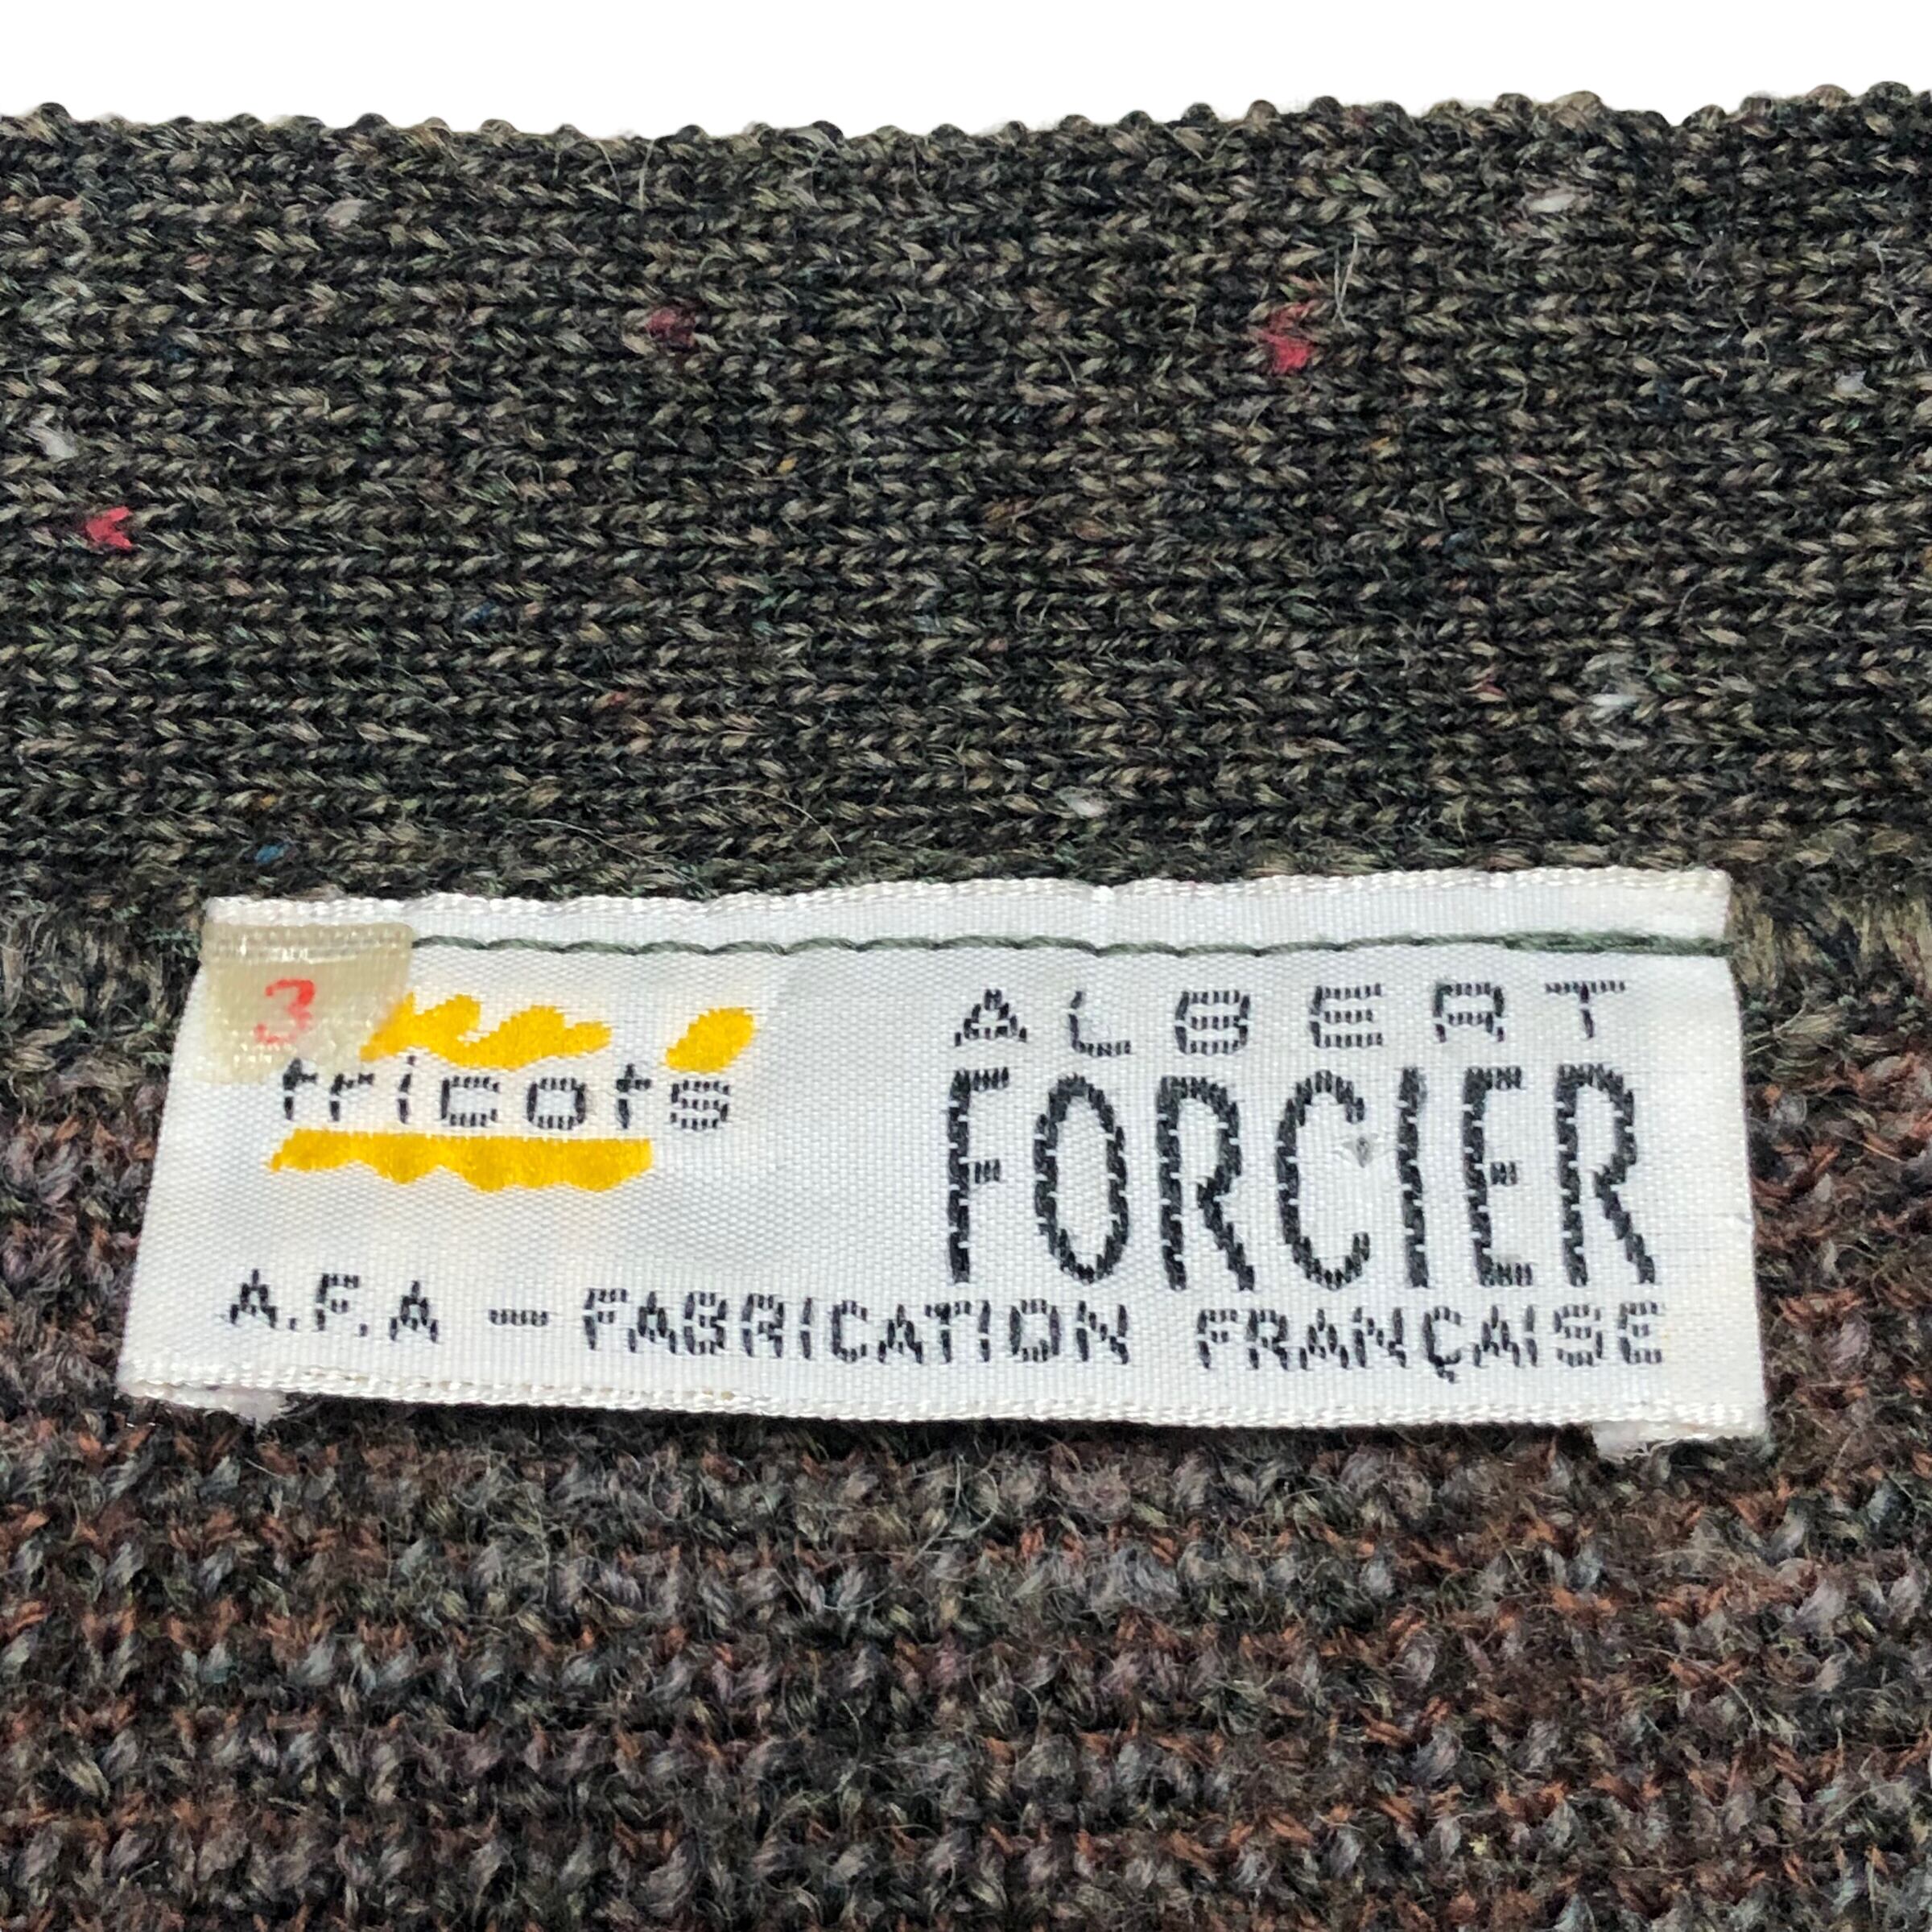 3
tricots
ALBERT
FORCIER
A.F.A — FABRICATION FRANÇAISE